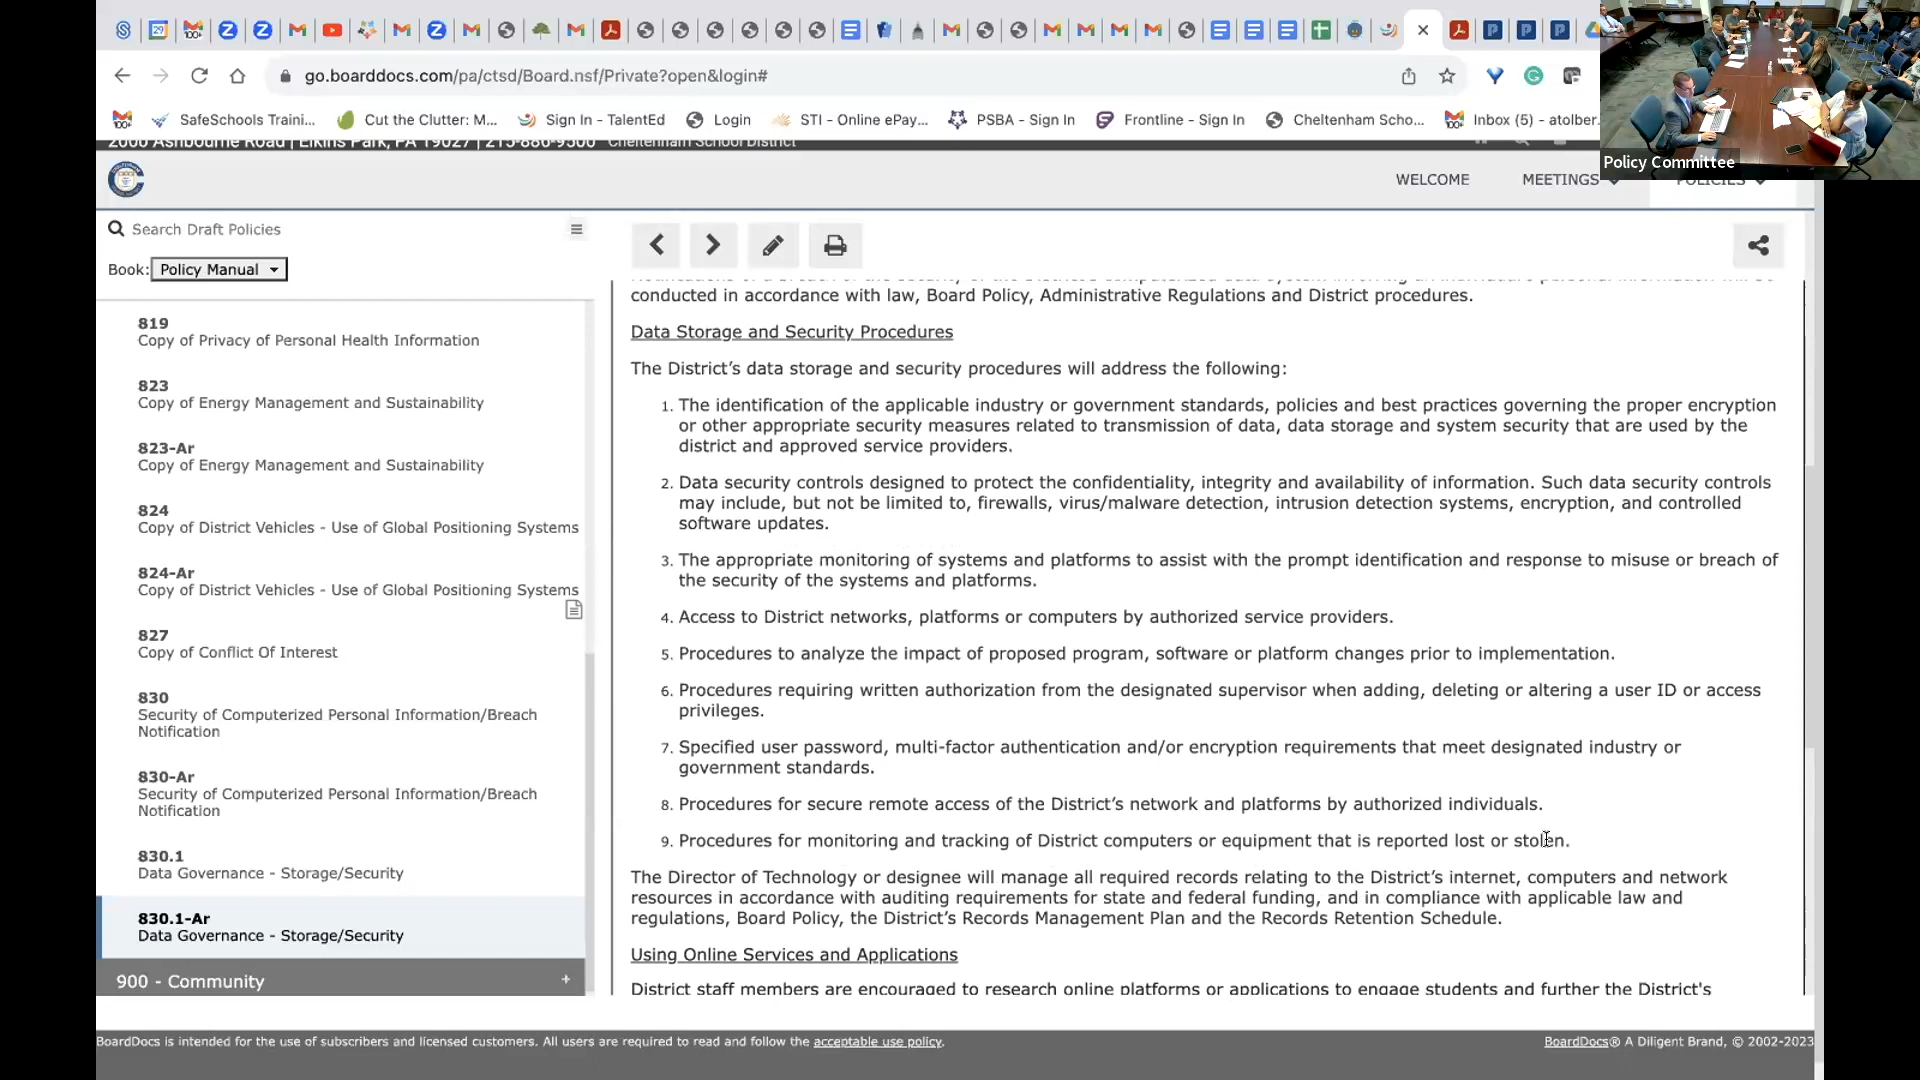 go.boarddocs.com/pa/ctsd/Board.nsf/Private?open&login#
SafeSchools Traini...
Cut the Clutter: M...
Sign In - TalentEd
Login
STI - Online ePay...
PSBA - Sign In
Frontline - Sign In
Cheltenham Scho...
Inbox (5) - atolber.
Policy Committee
2000 Ashbourne Road | Elkins Park, PA 19027 | 215-886-9500 Cheltenham School District
WELCOME
MEETINGS
POLICIES
Search Draft Policies
Book: Policy Manual
819
Copy of Privacy of Personal Health Information
823
Copy of Energy Management and Sustainability
823-Ar
Copy of Energy Management and Sustainability
824
Copy of District Vehicles - Use of Global Positioning Systems
824-Ar
Copy of District Vehicles - Use of Global Positioning Systems
827
Copy of Conflict Of Interest
830
Security of Computerized Personal Information/Breach
Notification
830-Ar
Security of Computerized Personal Information/Breach
Notification
830.1
Data Governance - Storage/Security
830.1-Ar
Data Governance - Storage/Security
900 - Community +
conducted in accordance with law, Board Policy, Administrative Regulations and District procedures.
Data Storage and Security Procedures
The District's data storage and security procedures will address the following:
1. The identification of the applicable industry or government standards, policies and best practices governing the proper encryption
or other appropriate security measures related to transmission of data, data storage and system security that are used by the
district and approved service providers.
2. Data security controls designed to protect the confidentiality, integrity and availability of information. Such data security controls
may include, but not be limited to, firewalls, virus/malware detection, intrusion detection systems, encryption, and controlled
software updates.
3. The appropriate monitoring of systems and platforms to assist with the prompt identification and response to misuse or breach of
the security of the systems and platforms.
4. Access to District networks, platforms or computers by authorized service providers.
5. Procedures to analyze the impact of proposed program, software or platform changes prior to implementation.
6. Procedures requiring written authorization from the designated supervisor when adding, deleting or altering a user ID or access
privileges.
7. Specified user password, multi-factor authentication and/or encryption requirements that meet designated industry or
government standards.
8. Procedures for secure remote access of the District's network and platforms by authorized individuals.
9. Procedures for monitoring and tracking of District computers or equipment that is reported lost or stolen.
The Director of Technology or designee will manage all required records relating to the District's internet, computers and network
resources in accordance with auditing requirements for state and federal funding, and in compliance with applicable law and
regulations, Board Policy, the District's Records Management Plan and the Records Retention Schedule.
Using Online Services and Applications
District staff members are encouraged to research online platforms or applications to engage students and further the District's
BoardDocs is intended for the use of subscribers and licensed customers. All users are required to read and follow the acceptable use policy.
BoardDocs® A Diligent Brand, © 2002-2023